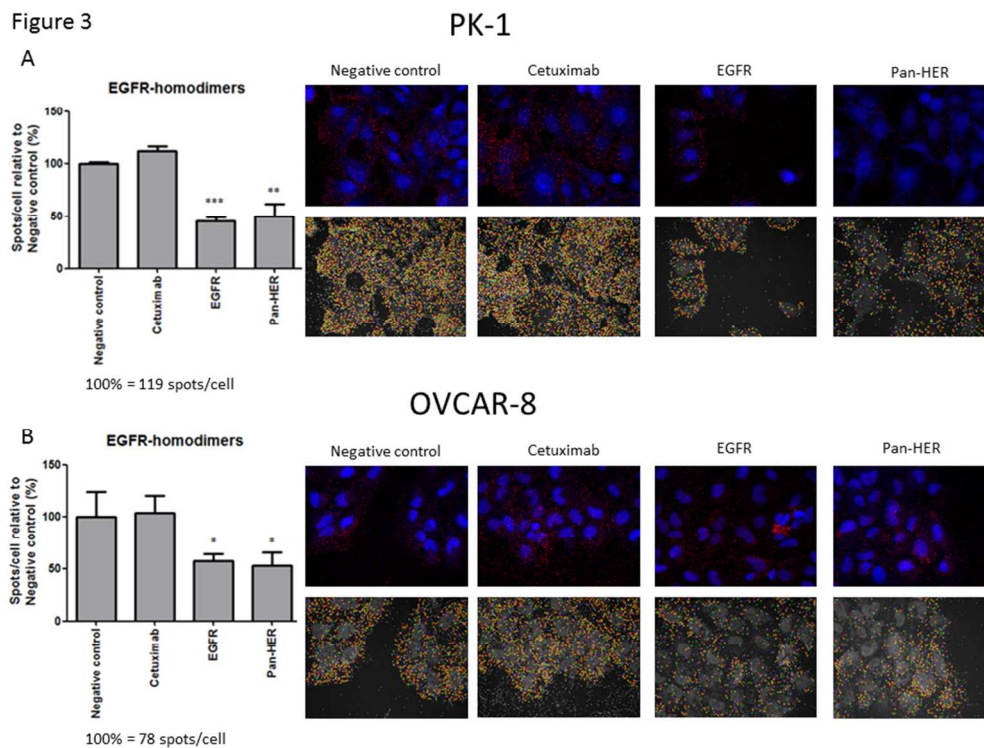 Figure 3
PK-1
A
EGFR-homodimers
Spots/cell relative to
Negative control (%)
150
100
50
0
***
**
Negative control
Cetuximab
EGFR
Pan-HER
100% = 119 spots/cell
Negative control
Cetuximab
EGFR
Pan-HER
OVCAR-8
B
EGFR-homodimers
Spots/cell relative to
Negative control (%)
150
100
50
0
*
*
Negative control
Cetuximab
EGFR
Pan-HER
100% = 78 spots/cell
Negative control
Cetuximab
EGFR
Pan-HER